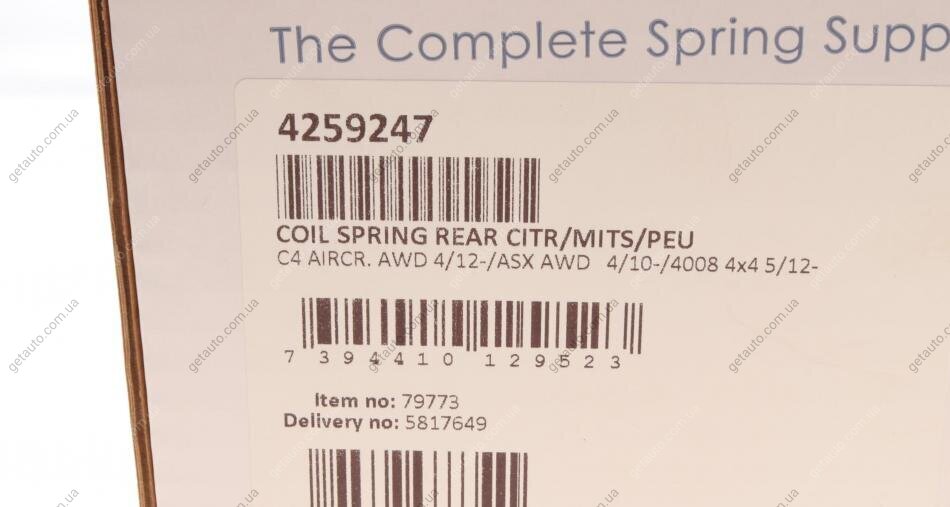 The Complete Spring Supp
4259247
COIL SPRING REAR CITR/MITS/PEU
C4 AIRCR. AWD 4/12-/ASX AWD 4/10-/4008 4x4 5/12-
7 394410 129523
Item no: 79773
Delivery no: 5817649
getauto.com.ua